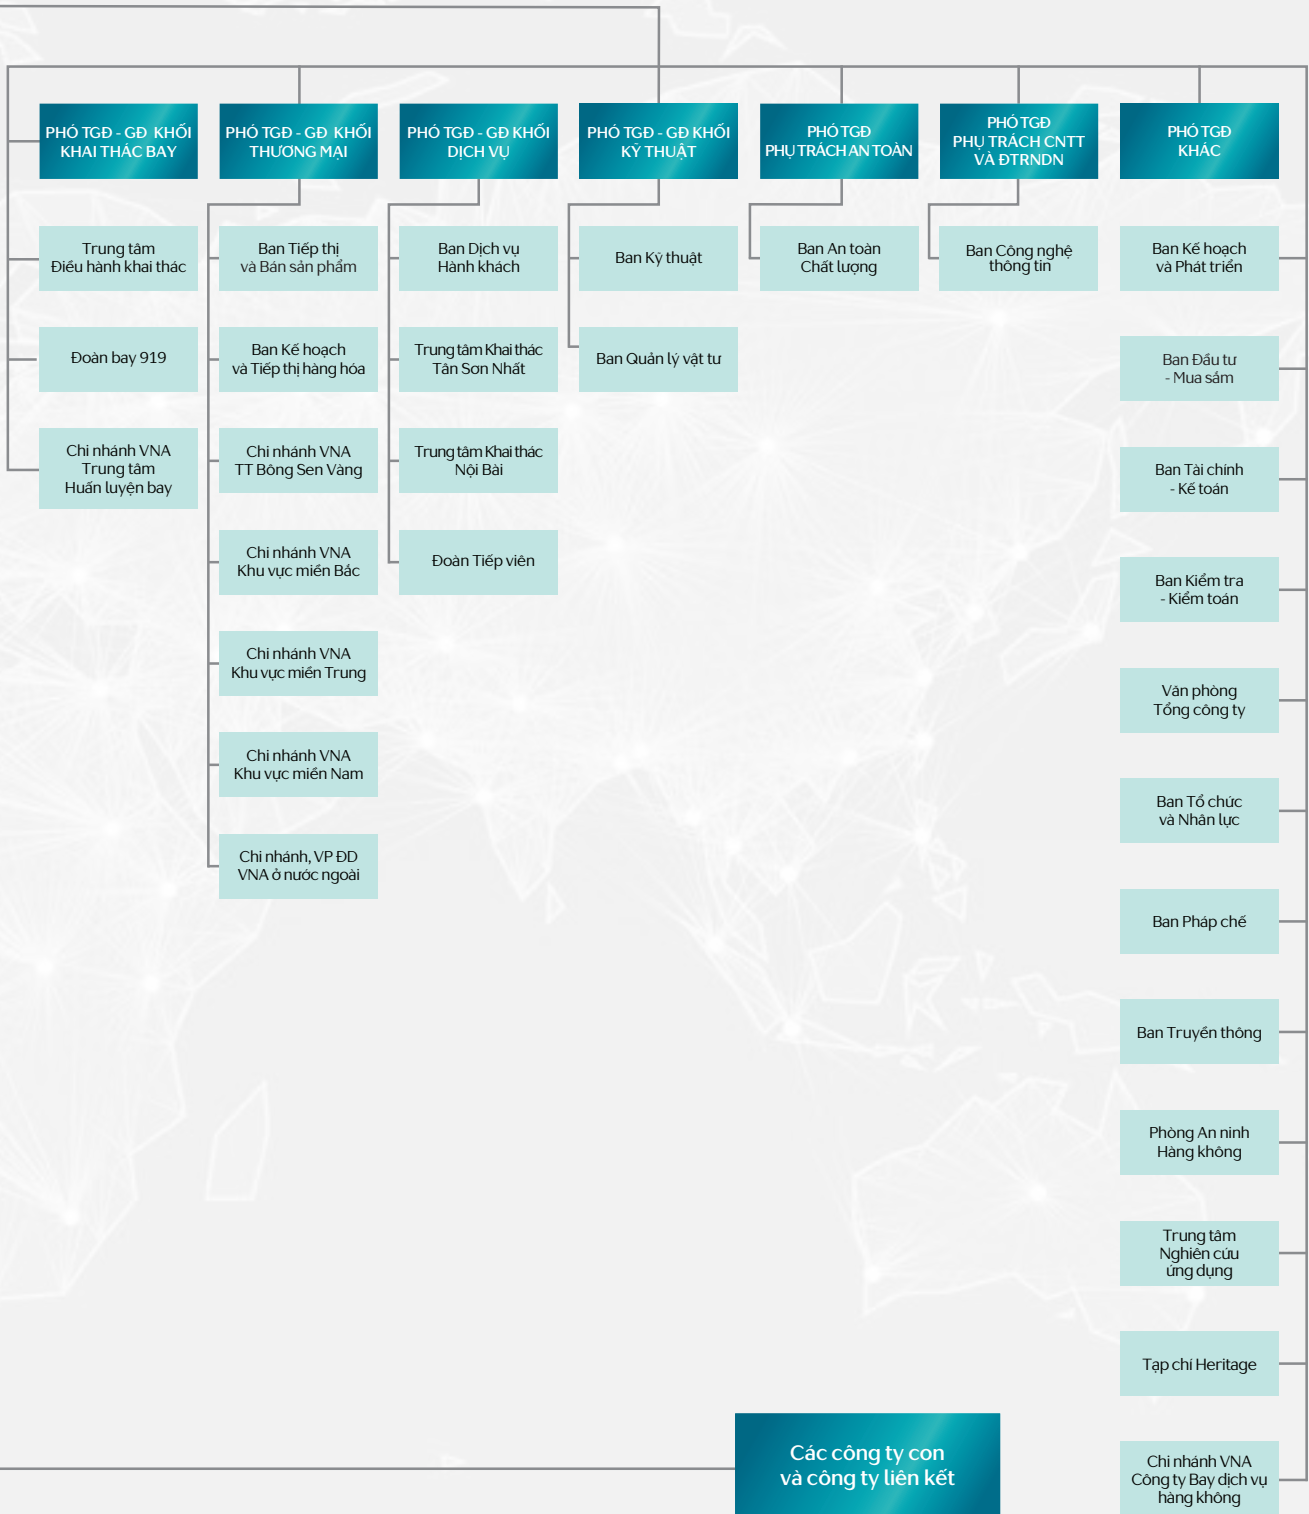 PHÓ TGĐ - GĐ KHỐI
KHAI THÁC BAY
PHÓ TGĐ - GĐ KHỐI
THƯƠNG MẠI
PHÓ TGĐ - GĐ KHỐI
DỊCH VỤ
PHÓ TGĐ - GĐ KHỐI
KỸ THUẬT
PHÓ TGĐ
PHỤ TRÁCH AN TOÀN
PHÓ TGĐ
PHỤ TRÁCH CNTT
VÀ ĐTRNDN
PHÓ TGĐ
KHÁC
Trung tâm
Điều hành khai thác
Đoàn bay 919
Chi nhánh VNA
Trung tâm
Huấn luyện bay
Ban Tiếp thị
và Bán sản phẩm
Ban Kế hoạch
và Tiếp thị hàng hóa
Chi nhánh VNA
TT Bông Sen Vàng
Chi nhánh VNA
Khu vực miền Bắc
Chi nhánh VNA
Khu vực miền Trung
Chi nhánh VNA
Khu vực miền Nam
Chi nhánh, VP ĐD
VNA ở nước ngoài
Ban Dịch vụ
Hành khách
Trung tâm Khai thác
Tân Sơn Nhất
Trung tâm Khai thác
Nội Bài
Đoàn Tiếp viên
Ban Kỹ thuật
Ban Quản lý vật tư
Ban An toàn
Chất lượng
Ban Công nghệ
thông tin
Ban Kế hoạch
và Phát triển
Ban Đầu tư
- Mua sắm
Ban Tài chính
- Kế toán
Ban Kiểm tra
- Kiểm toán
Văn phòng
Tổng công ty
Ban Tổ chức
và Nhân lực
Ban Pháp chế
Ban Truyền thông
Phòng An ninh
Hàng không
Trung tâm
Nghiên cứu
ứng dụng
Tạp chí Heritage
Chi nhánh VNA
Công ty Bay dịch vụ
hàng không
Các công ty con
và công ty liên kết